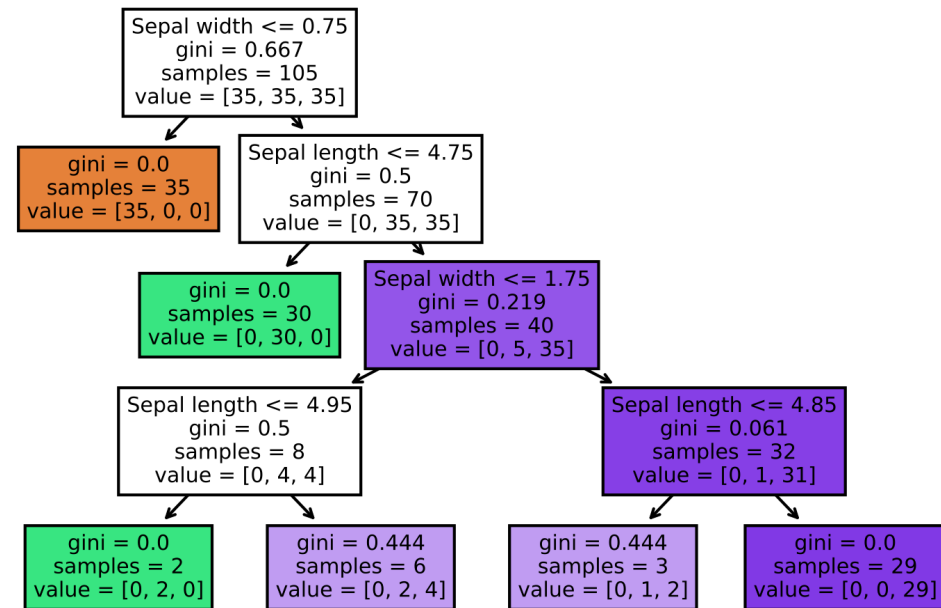 Sepal width <= 0.75
gini = 0.667
samples = 105
value = [35, 35, 35]
gini = 0.0
samples = 35
value = [35, 0, 0]
Sepal length <= 4.75
gini = 0.5
samples = 70
value = [0, 35, 35]
gini = 0.0
samples = 30
value = [0, 30, 0]
Sepal width <= 1.75
gini = 0.219
samples = 40
value = [0, 5, 35]
Sepal length <= 4.95
gini = 0.5
samples = 8
value = [0, 4, 4]
Sepal length <= 4.85
gini = 0.061
samples = 32
value = [0, 1, 31]
gini = 0.0
samples = 2
value = [0, 2, 0]
gini = 0.444
samples = 6
value = [0, 2, 4]
gini = 0.444
samples = 3
value = [0, 1, 2]
gini = 0.0
samples = 29
value = [0, 0, 29]